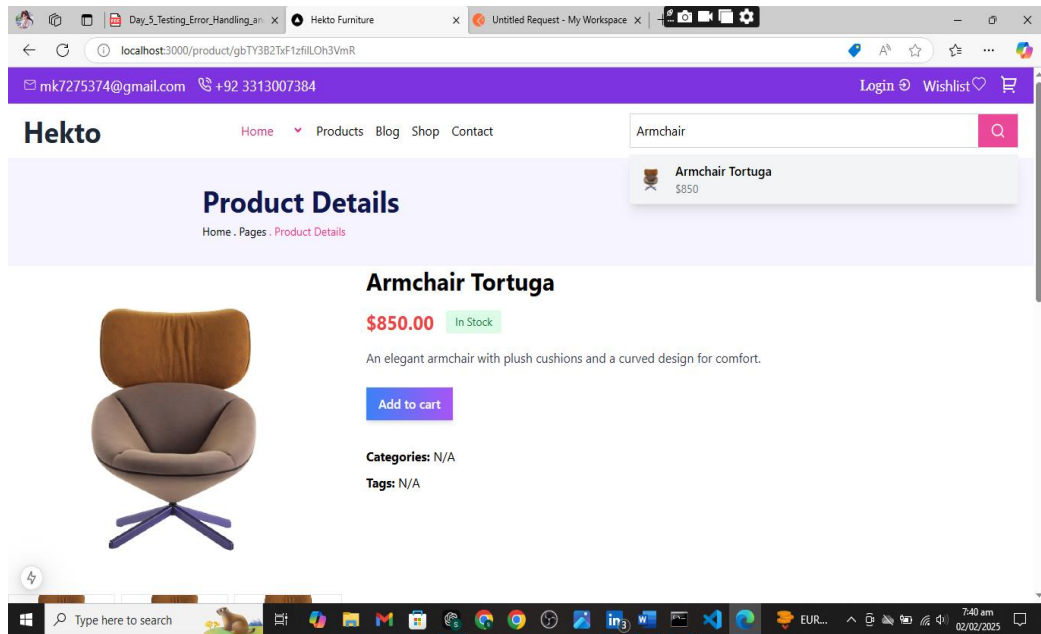 Day_5_Testing_Error_Handling_an
Hekto Furniture
Untitled Request - My Workspace
localhost:3000/product/gbTY3B2TxF1zfilLOh3VmR
mk7275374@gmail.com +92 3313007384 Login Wishlist
Hekto Home Products Blog Shop Contact Armchair
Armchair Tortuga
$850
Product Details
Home . Pages . Product Details
Armchair Tortuga
$850.00 In Stock
An elegant armchair with plush cushions and a curved design for comfort.
Add to cart
Categories: N/A
Tags: N/A
Type here to search
EUR...
7:40 am
02/02/2025